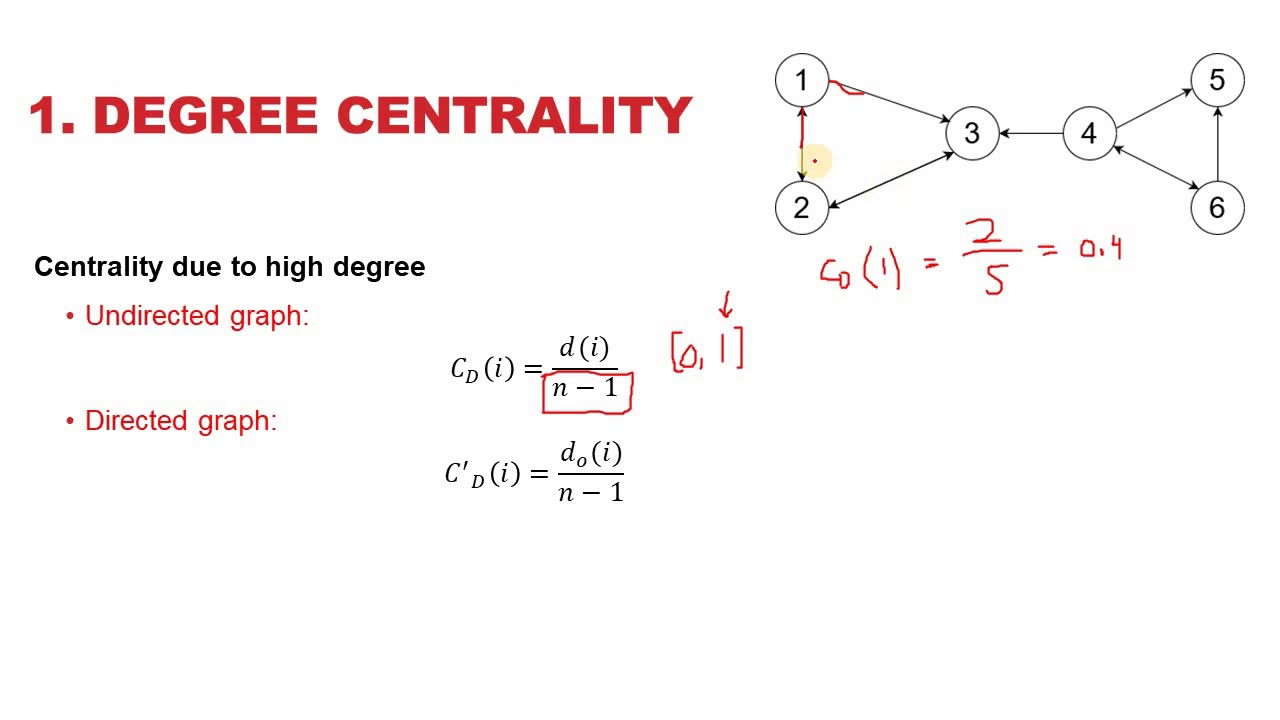 1. DEGREE CENTRALITY
1
2
3
4
5
6
C_D(1) = 2/5 = 0.4
Centrality due to high degree
• Undirected graph:
C_D(i) = d(i)/(n − 1)
[0, 1]
• Directed graph:
C'_D(i) = d_o(i)/(n − 1)